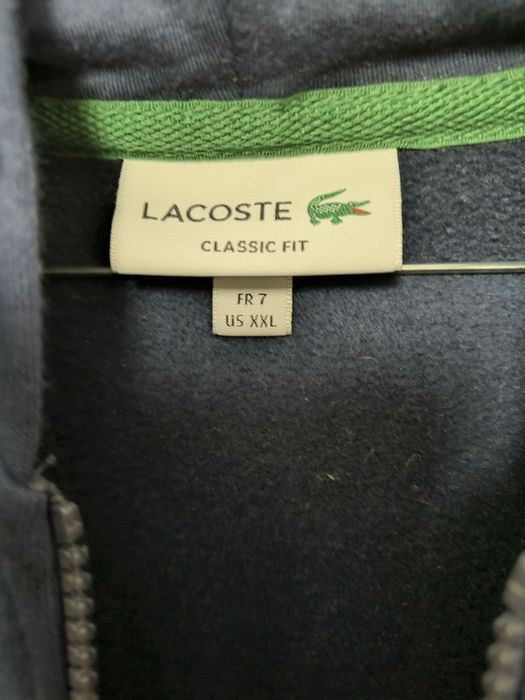 LACOSTE
CLASSIC FIT
FR 7
US XXL